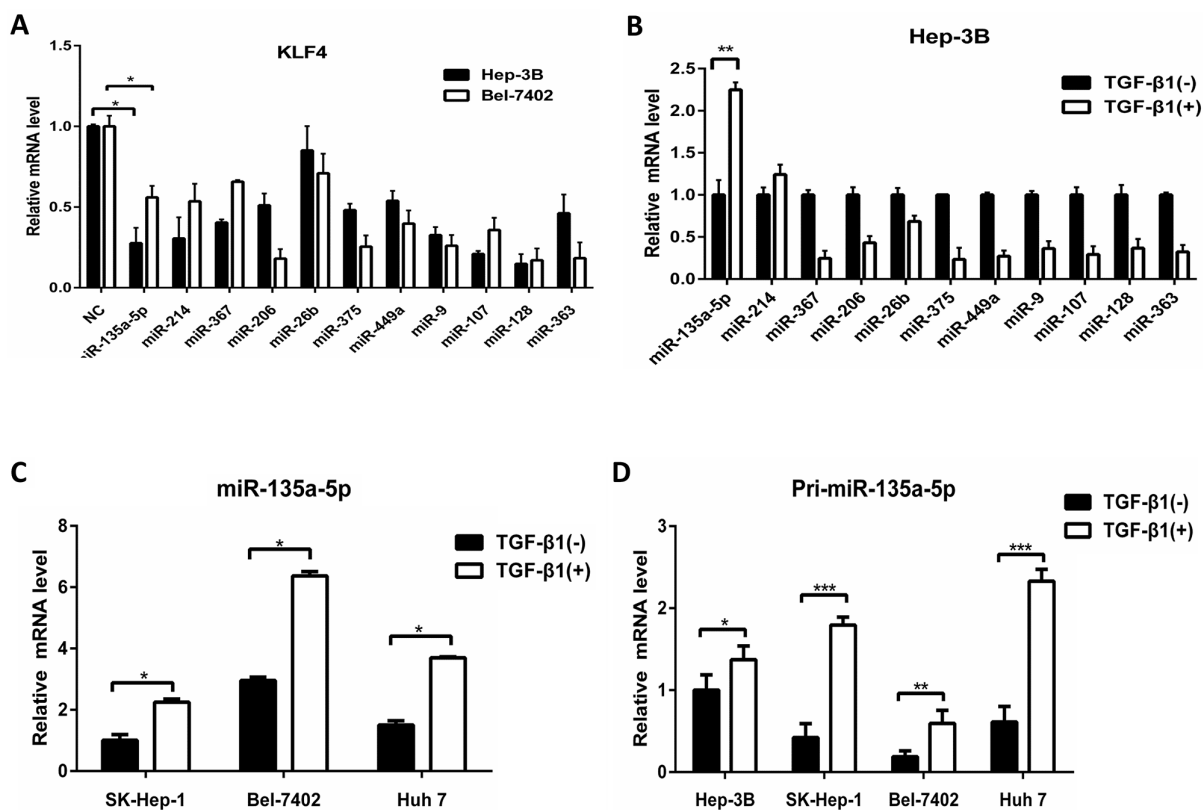 A
KLF4
Hep-3B
Bel-7402
Relative mRNA level
1.5
1.0
0.5
0.0
*
*
NC
miR-135a-5p
miR-214
miR-367
miR-206
miR-26b
miR-375
miR-449a
miR-9
miR-107
miR-128
miR-363
B
Hep-3B
TGF-β1(-)
TGF-β1(+)
Relative mRNA level
2.5
2.0
1.5
1.0
0.5
0.0
**
miR-135a-5p
miR-214
miR-367
miR-206
miR-26b
miR-375
miR-449a
miR-9
miR-107
miR-128
miR-363
C
miR-135a-5p
TGF-β1(-)
TGF-β1(+)
Relative mRNA level
8
6
4
2
0
*
*
*
SK-Hep-1
Bel-7402
Huh 7
D
Pri-miR-135a-5p
TGF-β1(-)
TGF-β1(+)
Relative mRNA level
3
2
1
0
*
***
**
***
Hep-3B
SK-Hep-1
Bel-7402
Huh 7